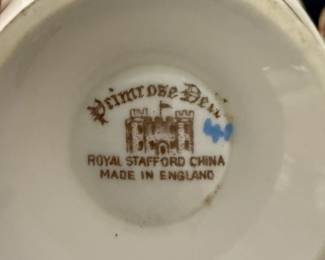 Primrose Dell
ROYAL STAFFORD CHINA
MADE IN ENGLAND